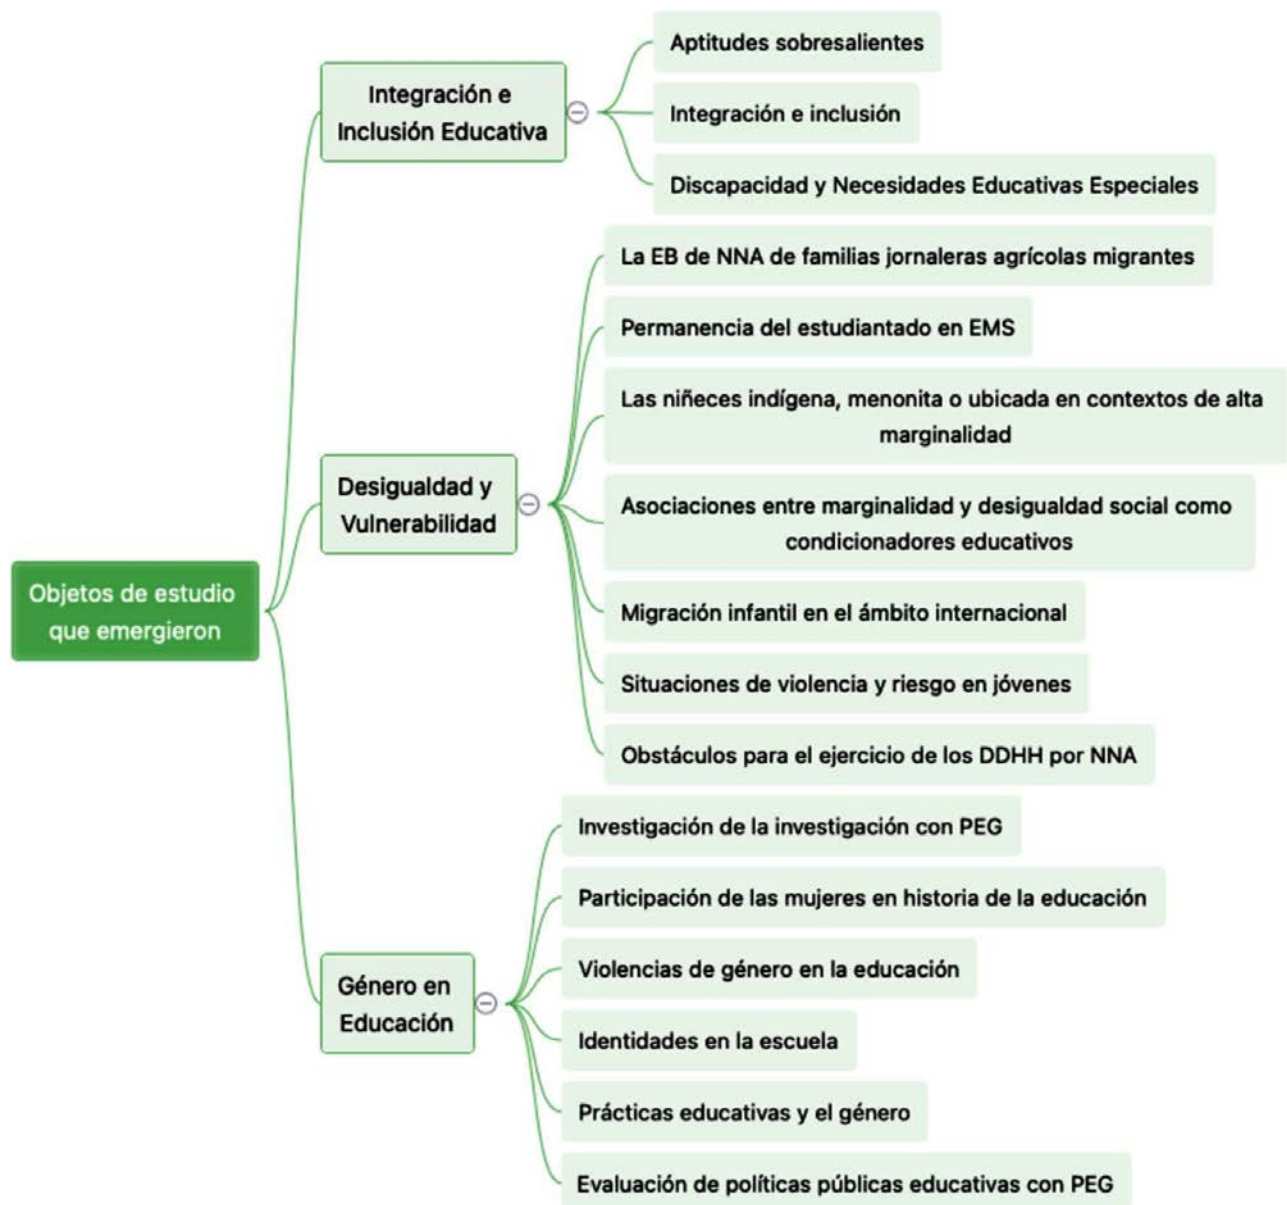 Objetos de estudio
que emergieron
Integración e
Inclusión Educativa
Aptitudes sobresalientes
Integración e inclusión
Discapacidad y Necesidades Educativas Especiales
Desigualdad y
Vulnerabilidad
La EB de NNA de familias jornaleras agrícolas migrantes
Permanencia del estudiantado en EMS
Las niñeces indígena, menonita o ubicada en contextos de alta
marginalidad
Asociaciones entre marginalidad y desigualdad social como
condicionadores educativos
Migración infantil en el ámbito internacional
Situaciones de violencia y riesgo en jóvenes
Obstáculos para el ejercicio de los DDHH por NNA
Género en
Educación
Investigación de la investigación con PEG
Participación de las mujeres en historia de la educación
Violencias de género en la educación
Identidades en la escuela
Prácticas educativas y el género
Evaluación de políticas públicas educativas con PEG